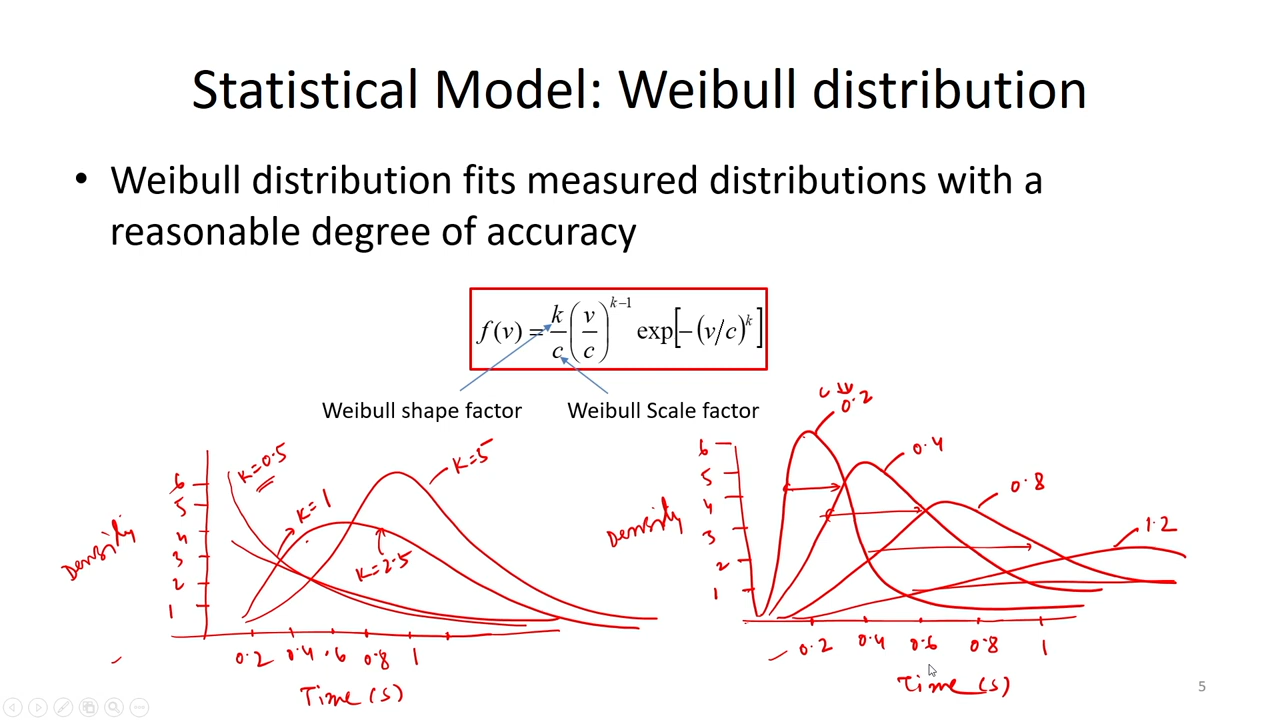 Statistical Model: Weibull distribution
• Weibull distribution fits measured distributions with a
reasonable degree of accuracy
f(v) = k/c (v/c)^{k-1} exp[-(v/c)^k]
Weibull shape factor
Weibull Scale factor
Density
6
5
4
3
2
1
K=0.5
K=1
K=2.5
K=5
0.2 0.4 .6 0.8 1
Time (s)
Density
6
5
4
3
2
1
0.2
0.4
0.8
1.2
0.2 0.4 0.6 0.8 1
Time (s)
5